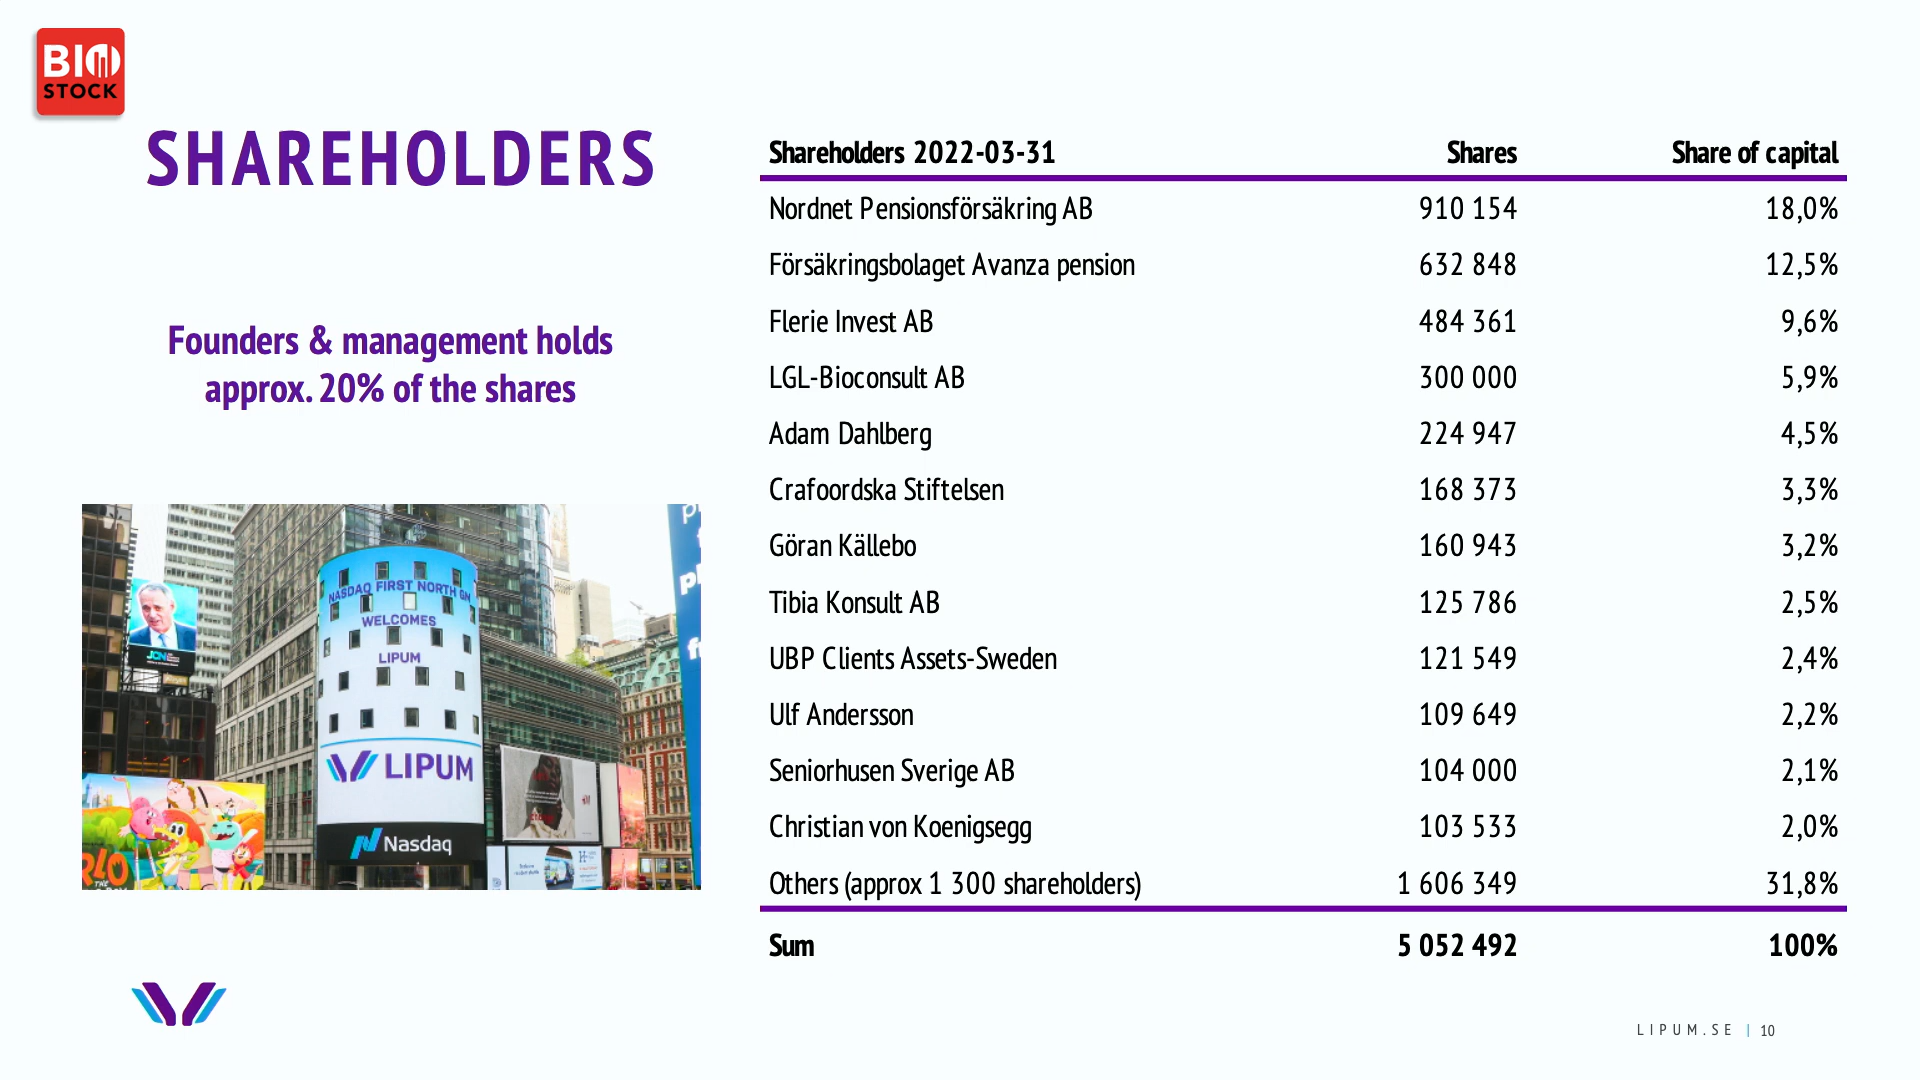 BIO
STOCK
SHAREHOLDERS
Founders & management holds
approx. 20% of the shares
NASDAQ FIRST NORTH GM
WELCOMES
LIPUM
LIPUM
Nasdaq
JCN
Shareholders 2022-03-31 Shares Share of capital
Nordnet Pensionsförsäkring AB 910 154 18,0%
Försäkringsbolaget Avanza pension 632 848 12,5%
Flerie Invest AB 484 361 9,6%
LGL-Bioconsult AB 300 000 5,9%
Adam Dahlberg 224 947 4,5%
Crafoordska Stiftelsen 168 373 3,3%
Göran Källebo 160 943 3,2%
Tibia Konsult AB 125 786 2,5%
UBP Clients Assets-Sweden 121 549 2,4%
Ulf Andersson 109 649 2,2%
Seniorhusen Sverige AB 104 000 2,1%
Christian von Koenigsegg 103 533 2,0%
Others (approx 1 300 shareholders) 1 606 349 31,8%
Sum 5 052 492 100%
LIPUM.SE | 10